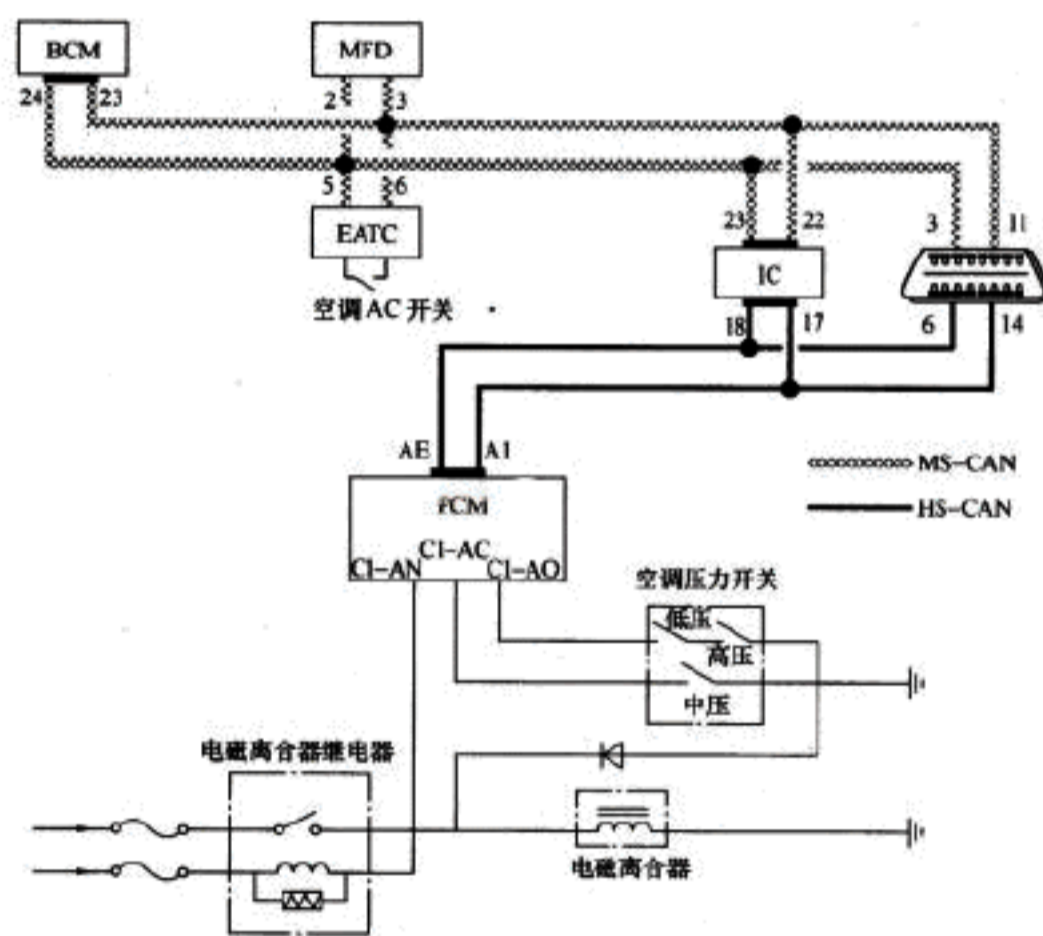 BCM
MFD
24
23
2
3
5
6
EATC
空调AC开关
23
22
3
11
IC
18
17
6
14
AE
A1
MS-CAN
HS-CAN
PCM
C1-AC
C1-AN
C1-AO
空调压力开关
低压
高压
中压
电磁离合器继电器
电磁离合器